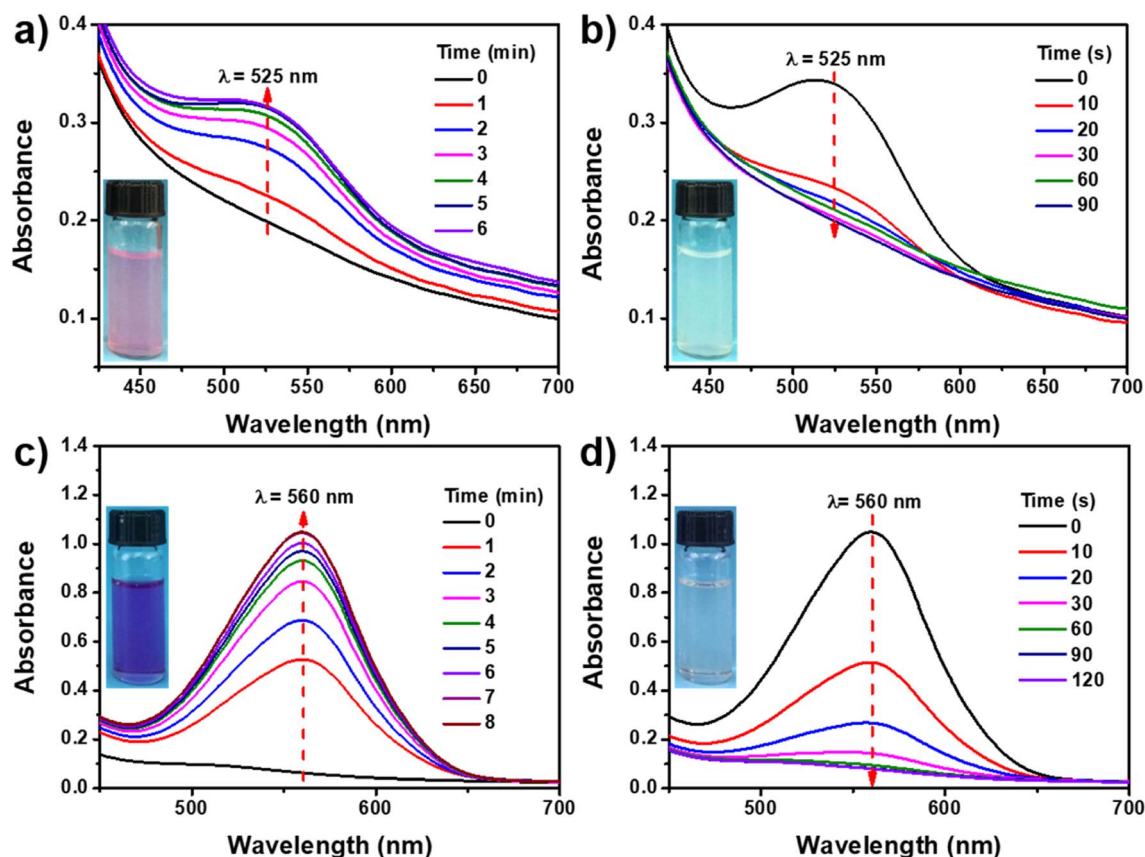 a)
0.4
0.3
0.2
0.1
Absorbance
λ = 525 nm
Time (min)
0
1
2
3
4
5
6
450 500 550 600 650 700
Wavelength (nm)
b)
0.4
0.3
0.2
0.1
Absorbance
λ = 525 nm
Time (s)
0
10
20
30
60
90
450 500 550 600 650 700
Wavelength (nm)
c)
1.4
1.2
1.0
0.8
0.6
0.4
0.2
0.0
Absorbance
λ = 560 nm
Time (min)
0
1
2
3
4
5
6
7
8
500 600 700
Wavelength (nm)
d)
1.4
1.2
1.0
0.8
0.6
0.4
0.2
0.0
Absorbance
λ= 560 nm
Time (s)
0
10
20
30
60
90
120
500 600 700
Wavelength (nm)